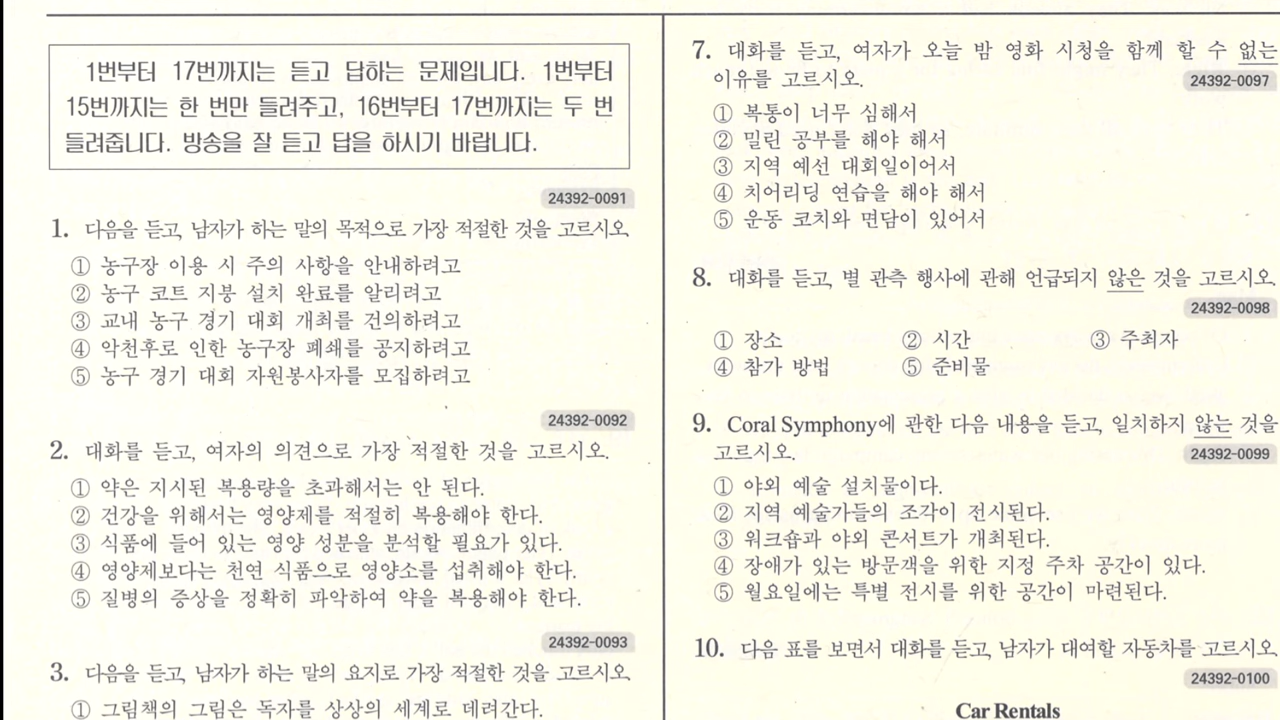 1번부터 17번까지는 듣고 답하는 문제입니다. 1번부터
15번까지는 한 번만 들려주고, 16번부터 17번까지는 두 번
들려줍니다. 방송을 잘 듣고 답을 하시기 바랍니다.
24392-0091
1. 다음을 듣고, 남자가 하는 말의 목적으로 가장 적절한 것을 고르시오.
① 농구장 이용 시 주의 사항을 안내하려고
② 농구 코트 지붕 설치 완료를 알리려고
③ 교내 농구 경기 대회 개최를 건의하려고
④ 악천후로 인한 농구장 폐쇄를 공지하려고
⑤ 농구 경기 대회 자원봉사자를 모집하려고
24392-0092
2. 대화를 듣고, 여자의 의견으로 가장 적절한 것을 고르시오.
① 약은 지시된 복용량을 초과해서는 안 된다.
② 건강을 위해서는 영양제를 적절히 복용해야 한다.
③ 식품에 들어 있는 영양 성분을 분석할 필요가 있다.
④ 영양제보다는 천연 식품으로 영양소를 섭취해야 한다.
⑤ 질병의 증상을 정확히 파악하여 약을 복용해야 한다.
24392-0093
3. 다음을 듣고, 남자가 하는 말의 요지로 가장 적절한 것을 고르시오.
① 그림책의 그림은 독자를 상상의 세계로 데려간다.
7. 대화를 듣고, 여자가 오늘 밤 영화 시청을 함께 할 수 없는
이유를 고르시오.
24392-0097
① 복통이 너무 심해서
② 밀린 공부를 해야 해서
③ 지역 예선 대회일이어서
④ 치어리딩 연습을 해야 해서
⑤ 운동 코치와 면담이 있어서
8. 대화를 듣고, 별 관측 행사에 관해 언급되지 않은 것을 고르시오.
24392-0098
① 장소 ② 시간 ③ 주최자
④ 참가 방법 ⑤ 준비물
9. Coral Symphony에 관한 다음 내용을 듣고, 일치하지 않는 것을
고르시오.
24392-0099
① 야외 예술 설치물이다.
② 지역 예술가들의 조각이 전시된다.
③ 워크숍과 야외 콘서트가 개최된다.
④ 장애가 있는 방문객을 위한 지정 주차 공간이 있다.
⑤ 월요일에는 특별 전시를 위한 공간이 마련된다.
10. 다음 표를 보면서 대화를 듣고, 남자가 대여할 자동차를 고르시오.
24392-0100
Car Rentals